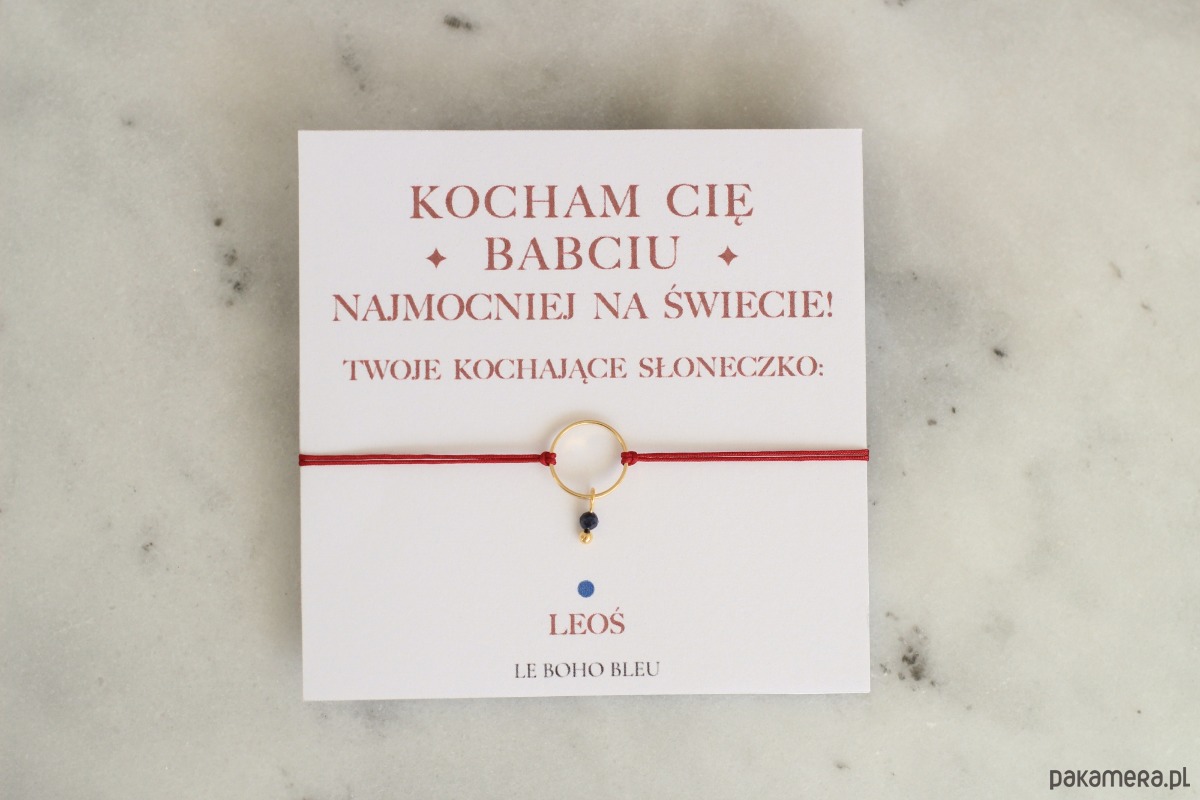 KOCHAM CIĘ
BABCIU
NAJMOCNIEJ NA ŚWIECIE!
TWOJE KOCHAJĄCE SŁONECZKO:
LEOŚ
LE BOHO BLEU
pakamera.pl